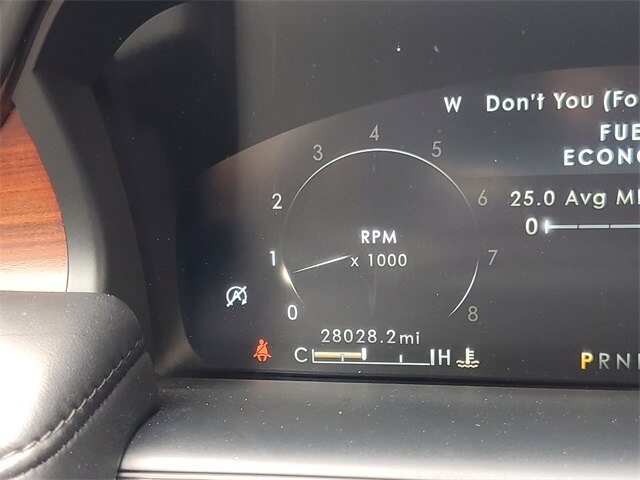 W Don't You (Fo
FUE
ECONO
25.0 Avg MP
0
4
3 5
2 6
RPM
x 1000
1 7
0 8
28028.2mi
C H
PRN